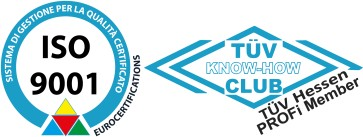 SISTEMA DI GESTIONE PER LA QUALITÀ CERTIFICATO
ISO
9001
EUROCERTIFICATIONS
TÜV
KNOW-HOW
CLUB
TÜV Hessen
PROFi Member